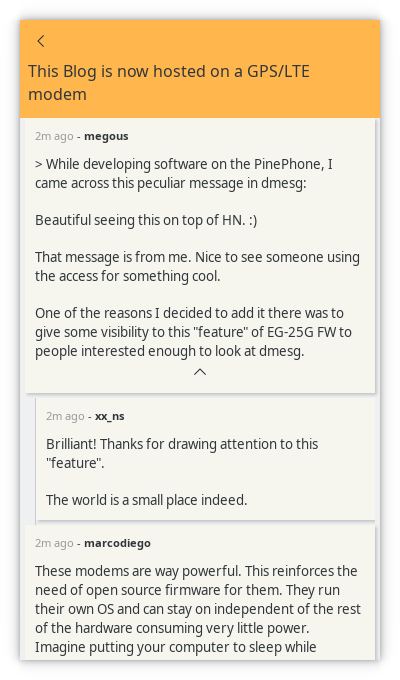 This Blog is now hosted on a GPS/LTE
modem
2m ago - megous
> While developing software on the PinePhone, I
came across this peculiar message in dmesg:
Beautiful seeing this on top of HN. :)
That message is from me. Nice to see someone using
the access for something cool.
One of the reasons I decided to add it there was to
give some visibility to this "feature" of EG-25G FW to
people interested enough to look at dmesg.
2m ago - xx_ns
Brilliant! Thanks for drawing attention to this
"feature".
The world is a small place indeed.
2m ago - marcodiego
These modems are way powerful. This reinforces the
need of open source firmware for them. They run
their own OS and can stay on independent of the rest
of the hardware consuming very little power.
Imagine putting your computer to sleep while